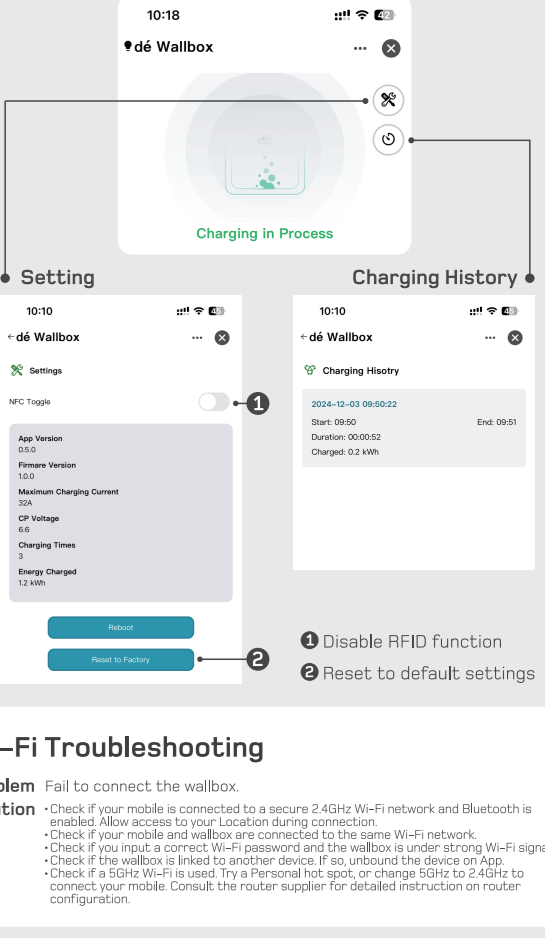 10:18
42
dé Wallbox
dé
Charging in Process
Setting
Charging History
10:10
45
dé Wallbox
Settings
NFC Toggle
1
App Version
0.5.0
Firmare Version
1.0.0
Maximum Charging Current
32A
CP Voltage
6.6
Charging Times
3
Energy Charged
1.2 kWh
Reboot
Reset to Factory
2
10:10
45
dé Wallbox
Charging Hisotry
2024-12-03 09:50:22
Start: 09:50 End: 09:51
Duration: 00:00:52
Charged: 0.2 kWh
1 Disable RFID function
2 Reset to default settings
-Fi Troubleshooting
blem Fail to connect the wallbox.
ution • Check if your mobile is connected to a secure 2.4GHz Wi-Fi network and Bluetooth is
enabled. Allow access to your Location during connection.
• Check if your mobile and wallbox are connected to the same Wi-Fi network.
• Check if you input a correct Wi-Fi password and the wallbox is under strong Wi-Fi signa
• Check if the wallbox is linked to another device. If so, unbound the device on App.
• Check if a 5GHz Wi-Fi is used. Try a Personal hot spot, or change 5GHz to 2.4GHz to
connect your mobile. Consult the router supplier for detailed instruction on router
configuration.